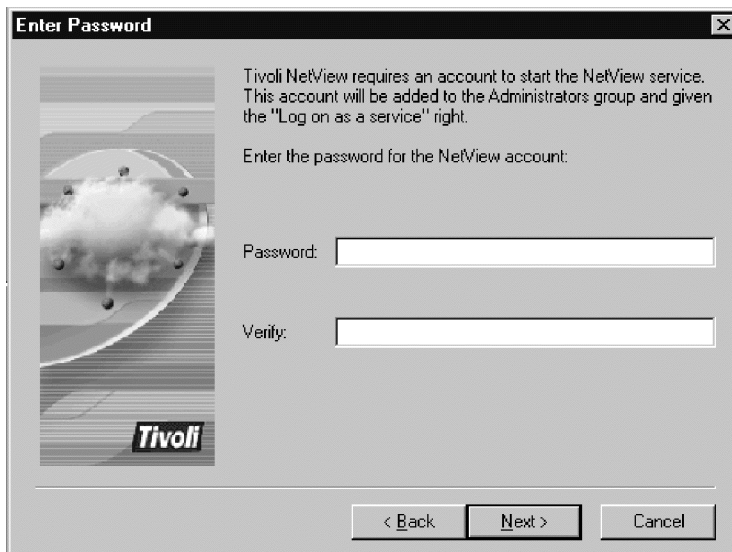 Enter Password
Tivoli NetView requires an account to start the NetView service.
This account will be added to the Administrators group and given
the "Log on as a service" right.
Enter the password for the NetView account:
Password:
Verify:
Tivoli
< Back
Next >
Cancel